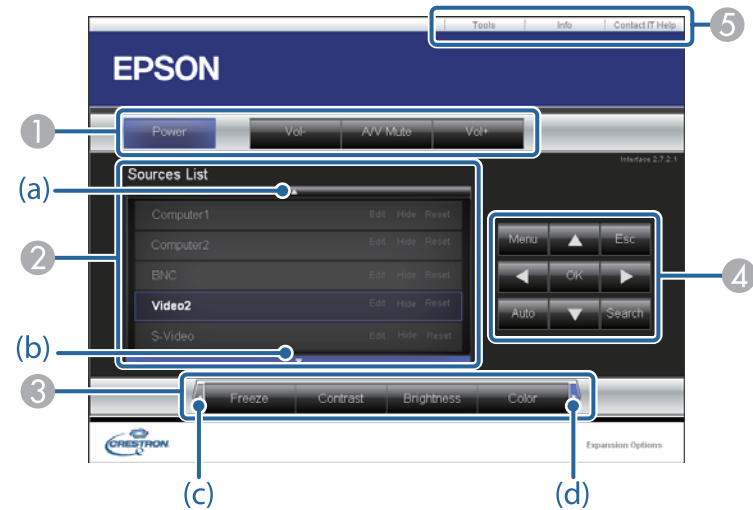 Tools Info Contact IT Help 5
EPSON
1 Power Vol- A/V Mute Vol+
Interface 2.7.2.1
Sources List
(a)
Computer1 Edit Hide Reset
Computer2 Edit Hide Reset
2 BNC Edit Hide Reset
Video2 Edit Hide Reset
S-Video Edit Hide Reset
(b)
Menu Esc
OK 4
Auto Search
3 Freeze Contrast Brightness Color
CRESTRON Expansion Options
(c) (d)